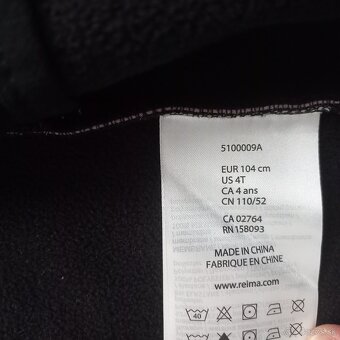 5100009A
EUR 104 cm
US 4T
CA 4 ans
CN 110/52
CA 02764
RN 158093
MADE IN CHINA
FABRIQUE EN CHINE
www.reima.com
40